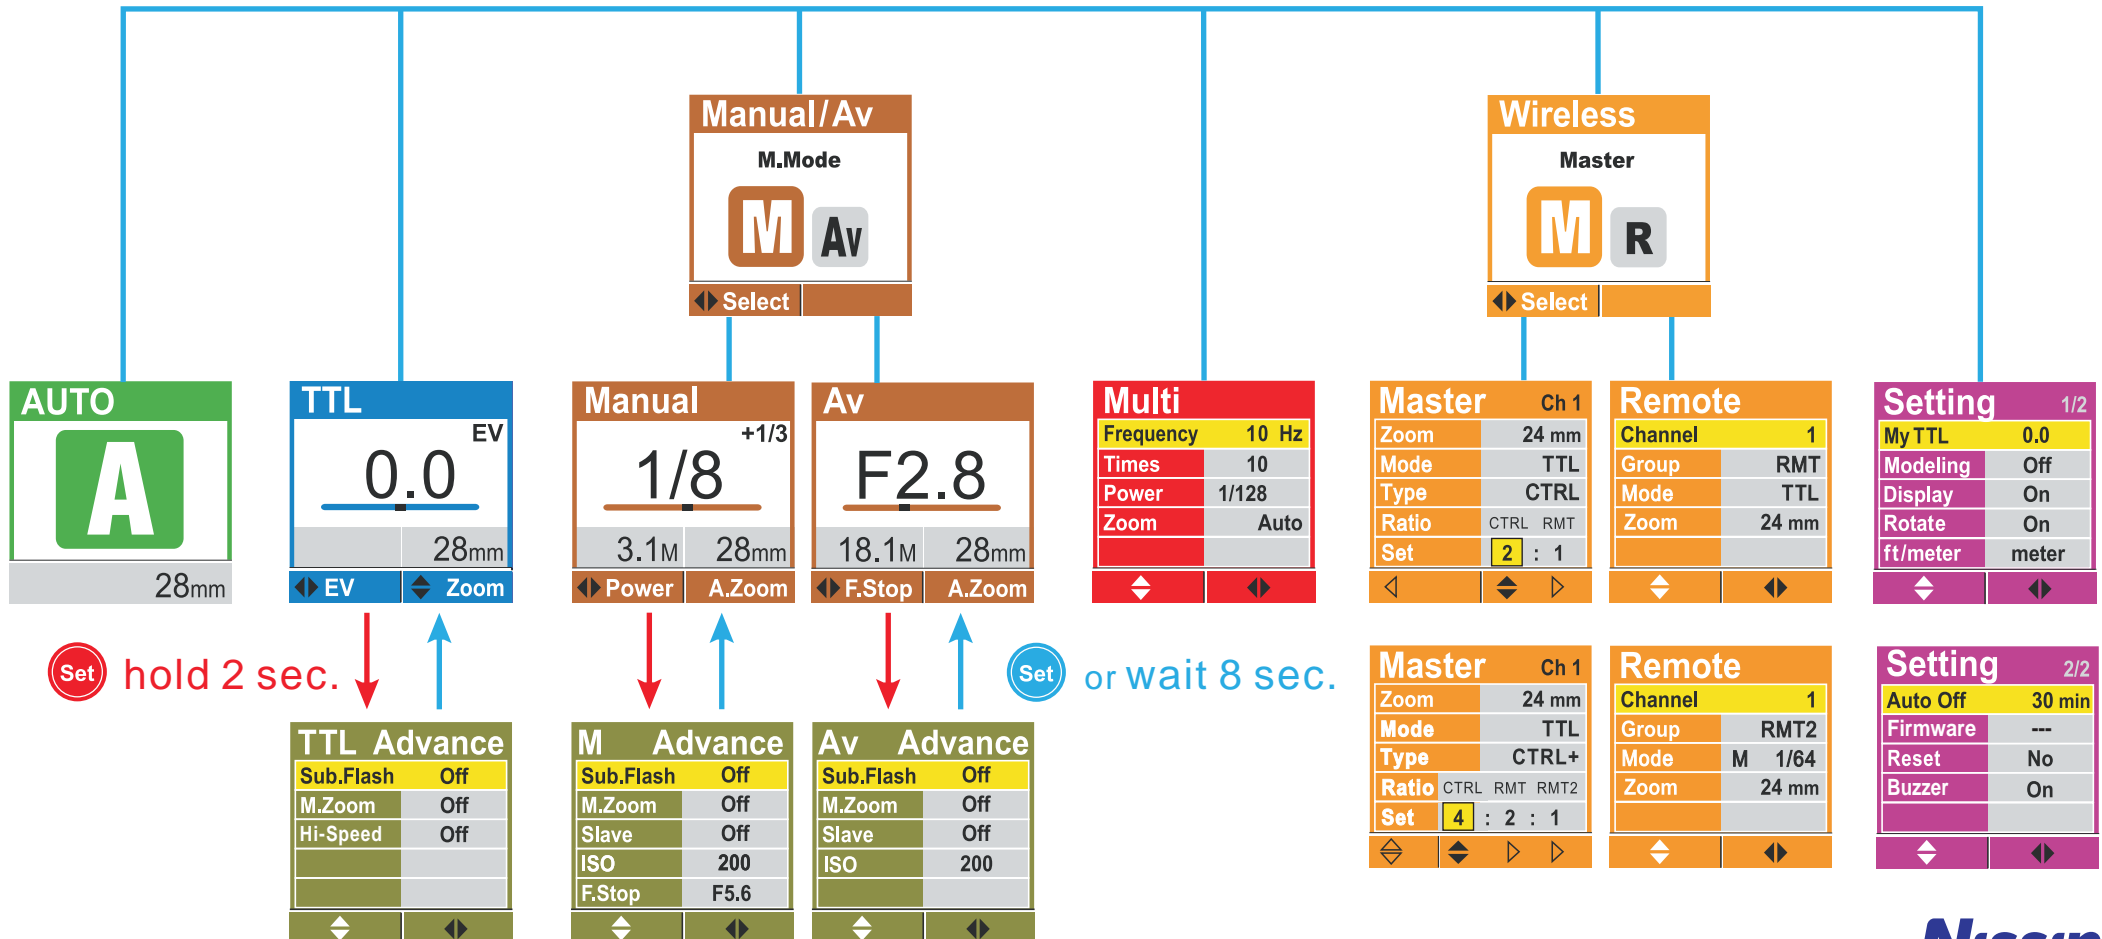 Manual/Av
M.Mode
M Av
Select
Wireless
Master
M R
Select
AUTO
A
28mm
TTL
EV
0.0
28mm
EV Zoom
Manual
+1/3
1/8
3.1M 28mm
Power A.Zoom
Av
F2.8
18.1M 28mm
F.Stop A.Zoom
Multi
Frequency 10 Hz
Times 10
Power 1/128
Zoom Auto
Master Ch 1
Zoom 24 mm
Mode TTL
Type CTRL
Ratio CTRL RMT
Set 2 : 1
Remote
Channel 1
Group RMT
Mode TTL
Zoom 24 mm
Setting 1/2
My TTL 0.0
Modeling Off
Display On
Rotate On
ft/meter meter
Set hold 2 sec.
Set or wait 8 sec.
TTL Advance
Sub.Flash Off
M.Zoom Off
Hi-Speed Off
M Advance
Sub.Flash Off
M.Zoom Off
Slave Off
ISO 200
F.Stop F5.6
Av Advance
Sub.Flash Off
M.Zoom Off
Slave Off
ISO 200
Master Ch 1
Zoom 24 mm
Mode TTL
Type CTRL+
Ratio CTRL RMT RMT2
Set 4 : 2 : 1
Remote
Channel 1
Group RMT2
Mode M 1/64
Zoom 24 mm
Setting 2/2
Auto Off 30 min
Firmware ---
Reset No
Buzzer On